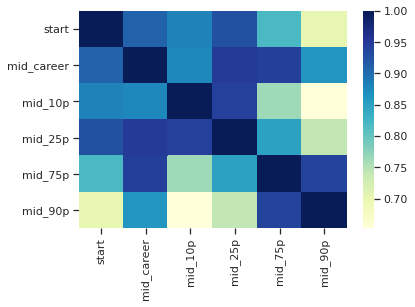 start
mid_career
mid_10p
mid_25p
mid_75p
mid_90p
start
mid_career
mid_10p
mid_25p
mid_75p
mid_90p
1.00
0.95
0.90
0.85
0.80
0.75
0.70